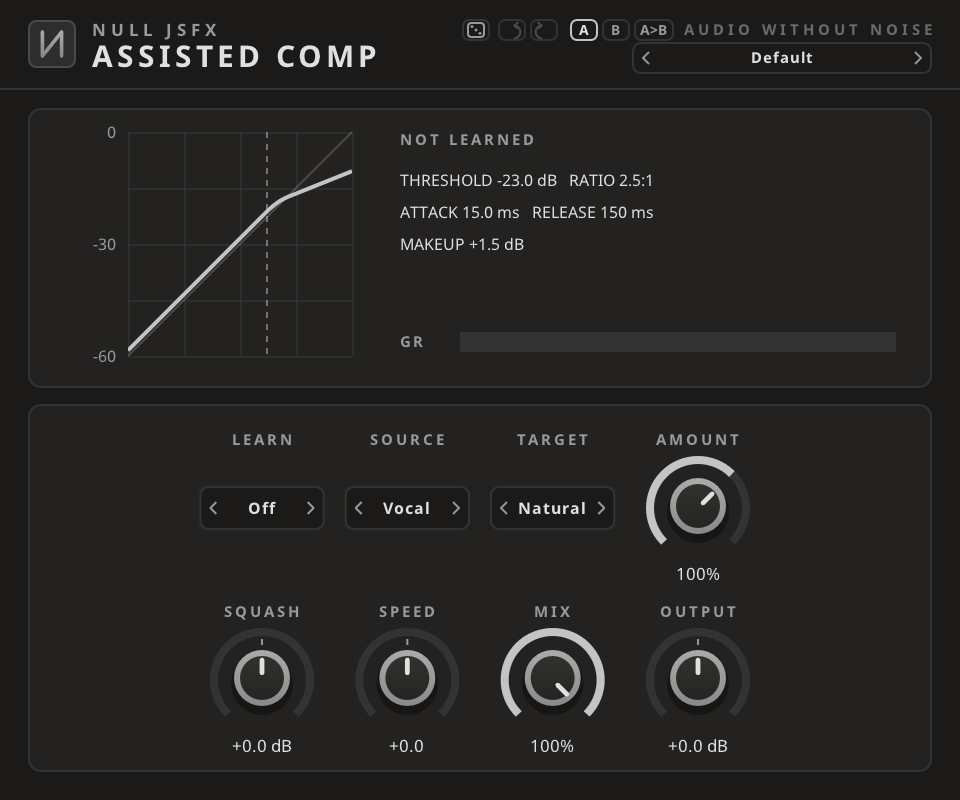 NULL JSFX
ASSISTED COMP
A B A>B AUDIO WITHOUT NOISE
Default
0
-30
-60
NOT LEARNED
THRESHOLD -23.0 dB RATIO 2.5:1
ATTACK 15.0 ms RELEASE 150 ms
MAKEUP +1.5 dB
GR
LEARN SOURCE TARGET AMOUNT
Off Vocal Natural
100%
SQUASH SPEED MIX OUTPUT
+0.0 dB +0.0 100% +0.0 dB